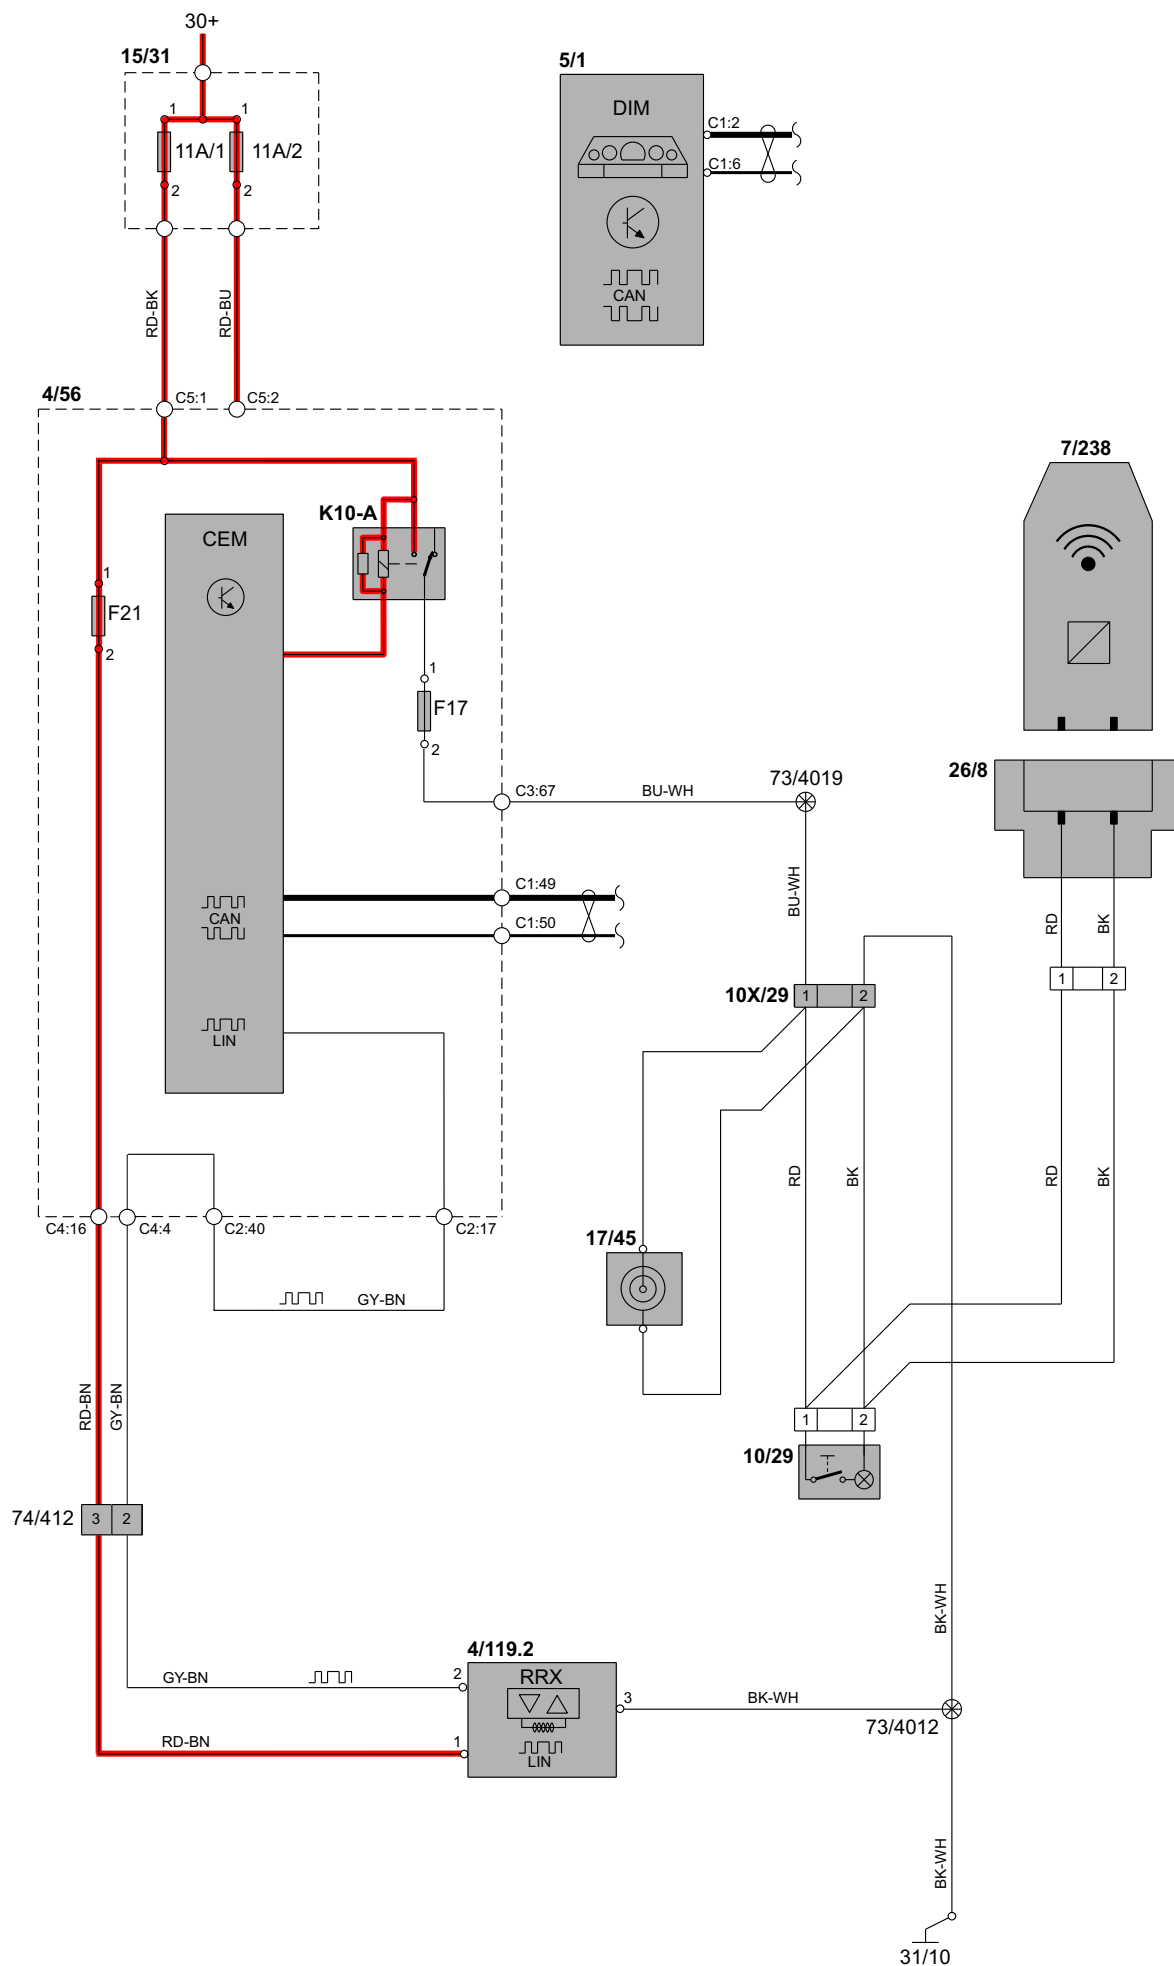 30+
15/31
1
1
11A/1
11A/2
2
2
RD-BK
RD-BU
5/1
DIM
C1:2
C1:6
CAN
4/56
C5:1
C5:2
K10-A
CEM
1
F21
2
1
F17
2
C3:67
BU-WH
73/4019
7/238
26/8
BU-WH
RD
BK
C1:49
CAN
C1:50
10X/29
1
2
1
2
LIN
RD
BK
RD
BK
C4:16
C4:4
C2:40
C2:17
17/45
GY-BN
RD-BN
GY-BN
1
2
10/29
74/412
3
2
BK-WH
4/119.2
GY-BN
2
RRX
3
BK-WH
73/4012
RD-BN
1
LIN
BK-WH
31/10